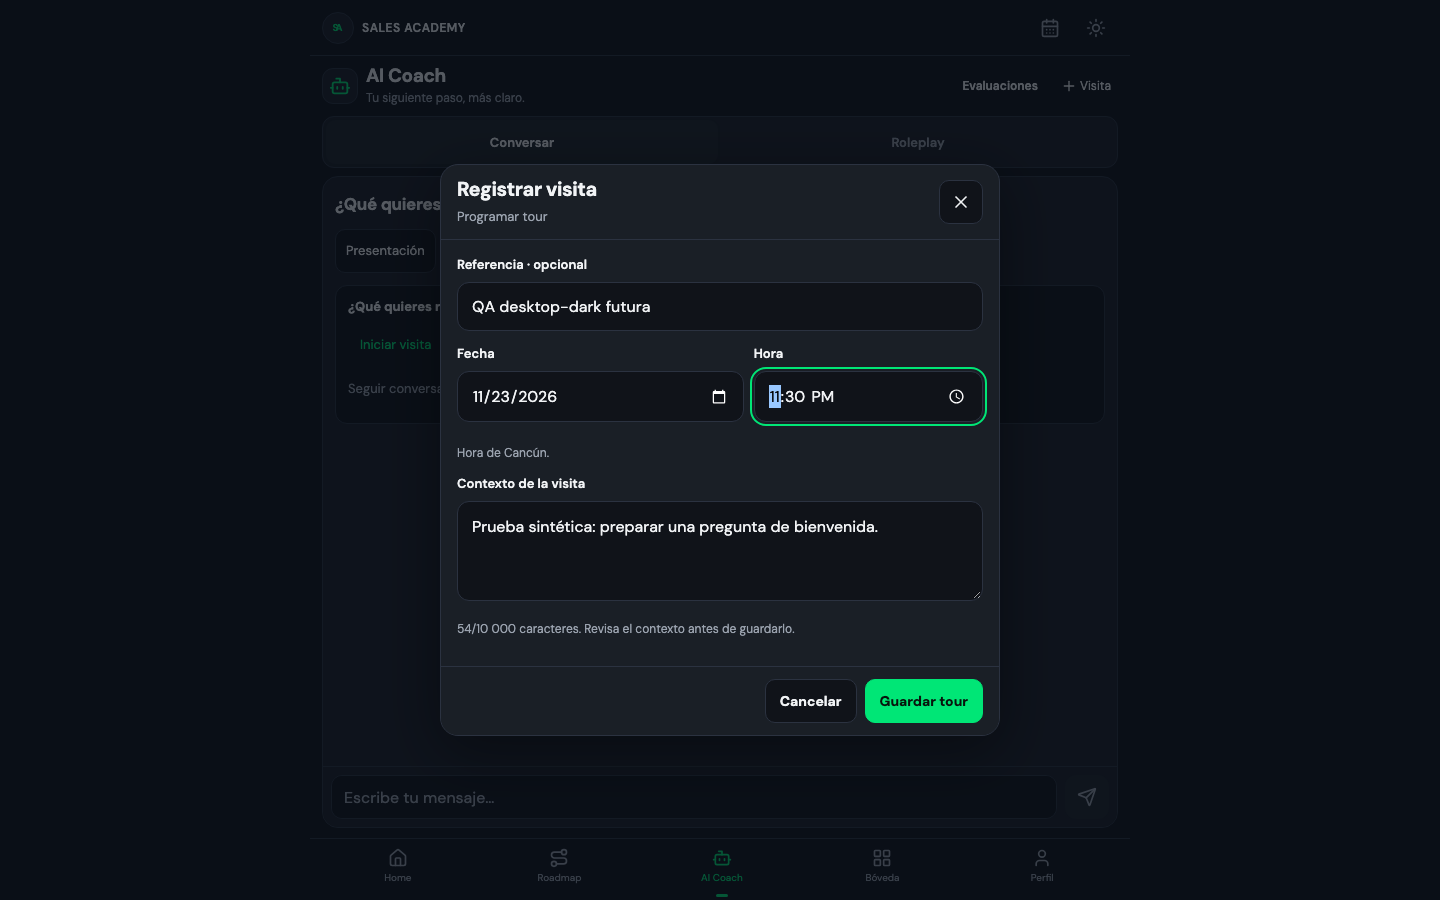 SA SALES ACADEMY
AI Coach
Tu siguiente paso, más claro.
Evaluaciones
+ Visita
Conversar
Roleplay
¿Qué quieres
Presentación
¿Qué quieres r
Iniciar visita
Seguir conversa
Registrar visita
Programar tour
Referencia · opcional
QA desktop-dark futura
Fecha
Hora
11/23/2026
11:30 PM
Hora de Cancún.
Contexto de la visita
Prueba sintética: preparar una pregunta de bienvenida.
54/10 000 caracteres. Revisa el contexto antes de guardarlo.
Cancelar
Guardar tour
Escribe tu mensaje...
Home
Roadmap
AI Coach
Bóveda
Perfil